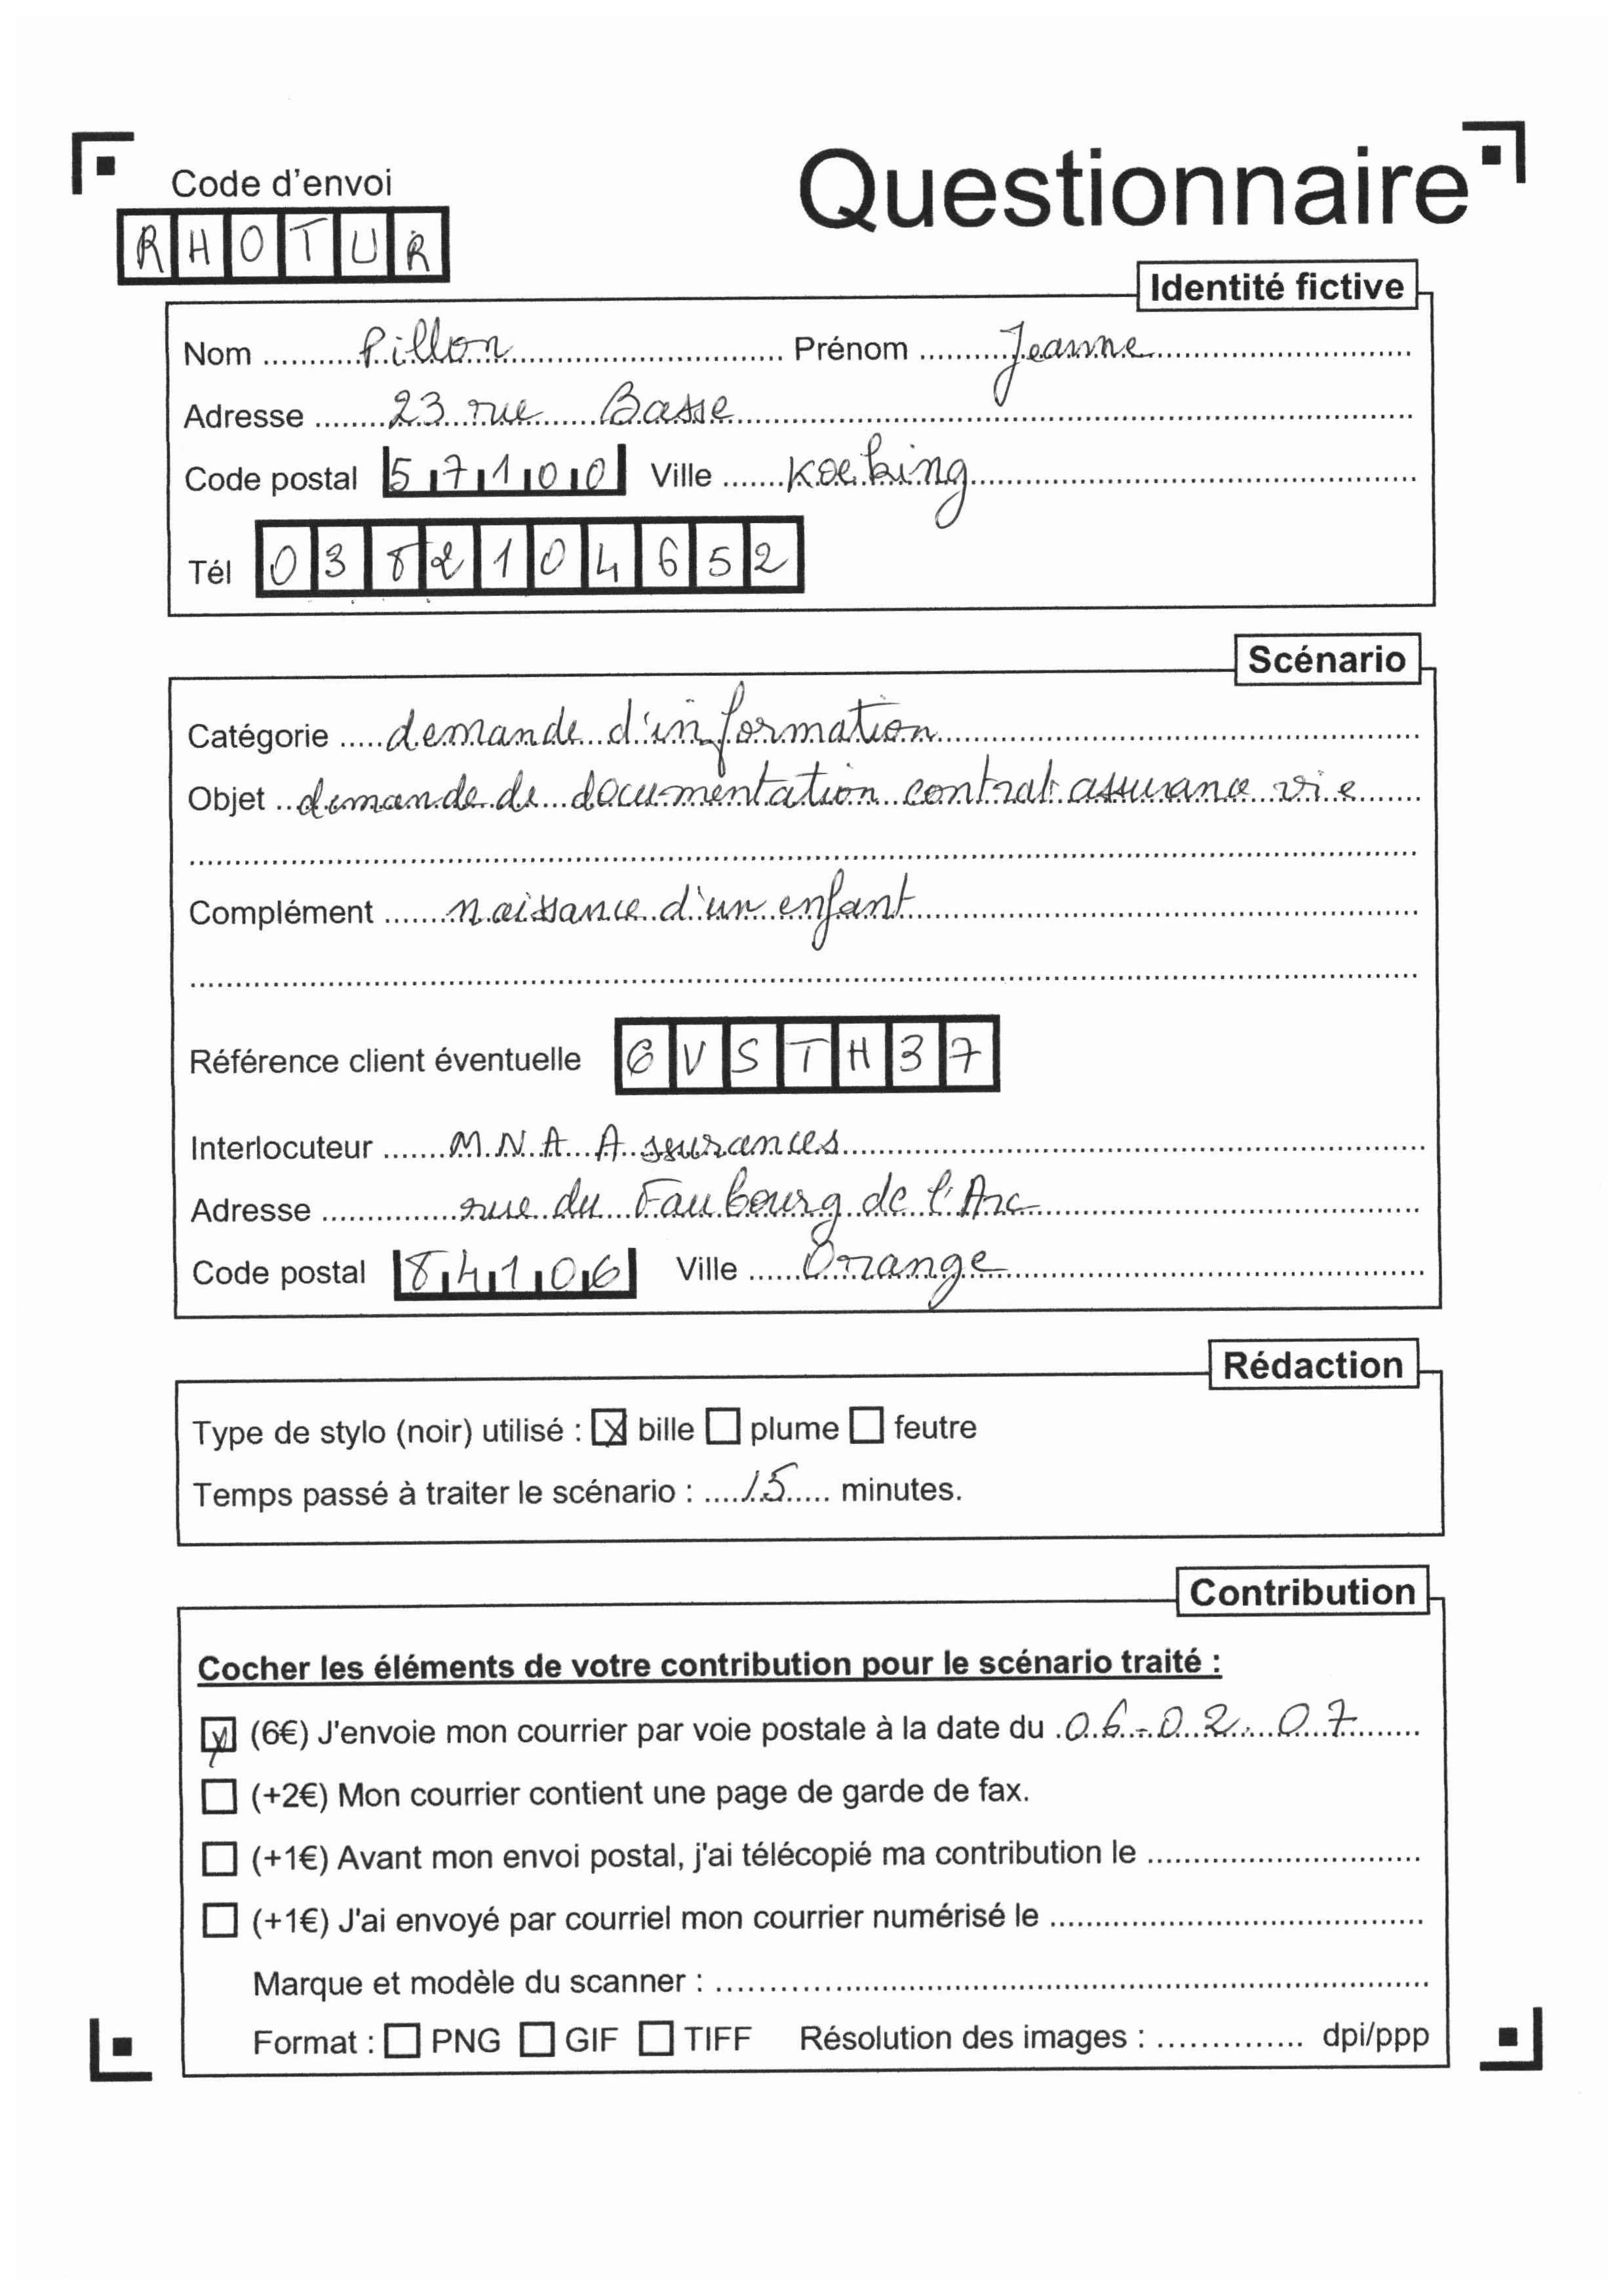 Code d'envoi
Questionnaire
RHOTUR
Identité fictive
Nom Pillon Prénom Jeanne
Adresse 23 rue Basse
Code postal 57100 Ville Koeking
Tél 0382104652
Scénario
Catégorie demande d'information
Objet demande de documentation contrat assurance vie
Complément naissance d'un enfant
Référence client éventuelle GVSTH37
Interlocuteur MNA Assurances
Adresse rue du Faubourg de l'Arc
Code postal 84106 Ville Orange
Rédaction
Type de stylo (noir) utilisé : ☒ bille ☐ plume ☐ feutre
Temps passé à traiter le scénario : 15 minutes.
Contribution
Cocher les éléments de votre contribution pour le scénario traité :
☒ (6€) J'envoie mon courrier par voie postale à la date du 06-02.07
☐ (+2€) Mon courrier contient une page de garde de fax.
☐ (+1€) Avant mon envoi postal, j'ai télécopié ma contribution le
☐ (+1€) J'ai envoyé par courriel mon courrier numérisé le
Marque et modèle du scanner :
Format : ☐ PNG ☐ GIF ☐ TIFF Résolution des images : dpi/ppp